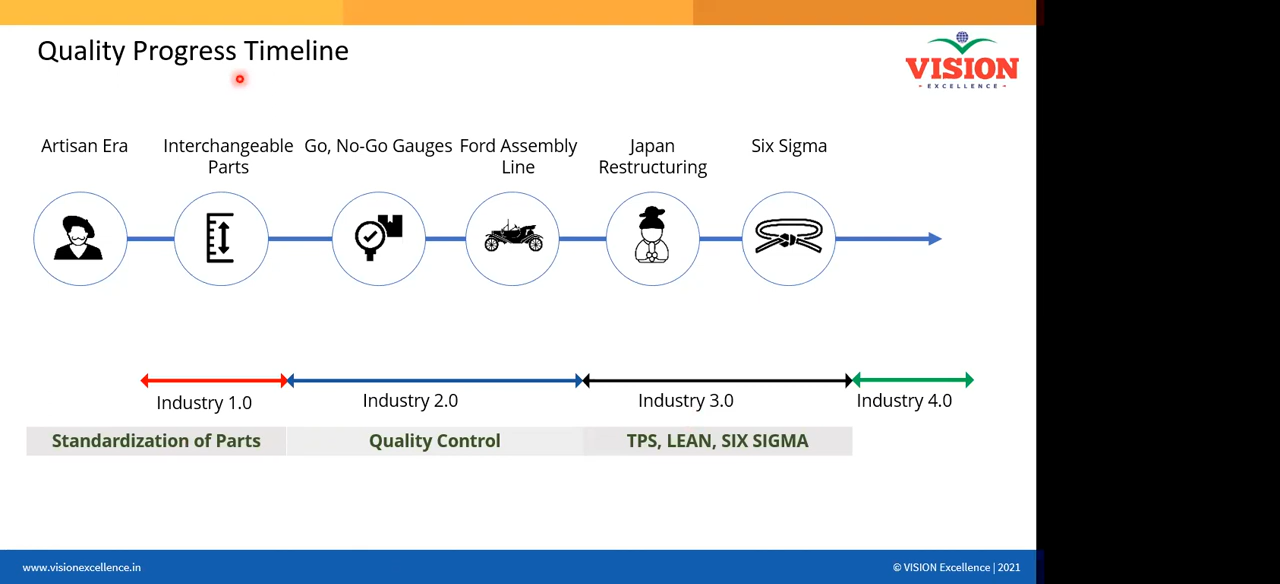 Quality Progress Timeline
VISION
- EXCELLENCE -
Artisan Era
Interchangeable
Parts
Go, No-Go Gauges
Ford Assembly
Line
Japan
Restructuring
Six Sigma
Industry 1.0
Industry 2.0
Industry 3.0
Industry 4.0
Standardization of Parts
Quality Control
TPS, LEAN, SIX SIGMA
www.visionexcellence.in
© VISION Excellence | 2021